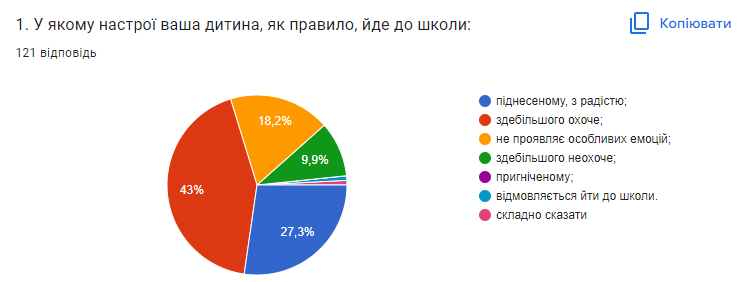 1. У якому настрої ваша дитина, як правило, йде до школи:
Копіювати
121 відповідь
18,2%
9,9%
43%
27,3%
піднесеному, з радістю;
здебільшого охоче;
не проявляє особливих емоцій;
здебільшого неохоче;
пригніченому;
відмовляється йти до школи.
складно сказати